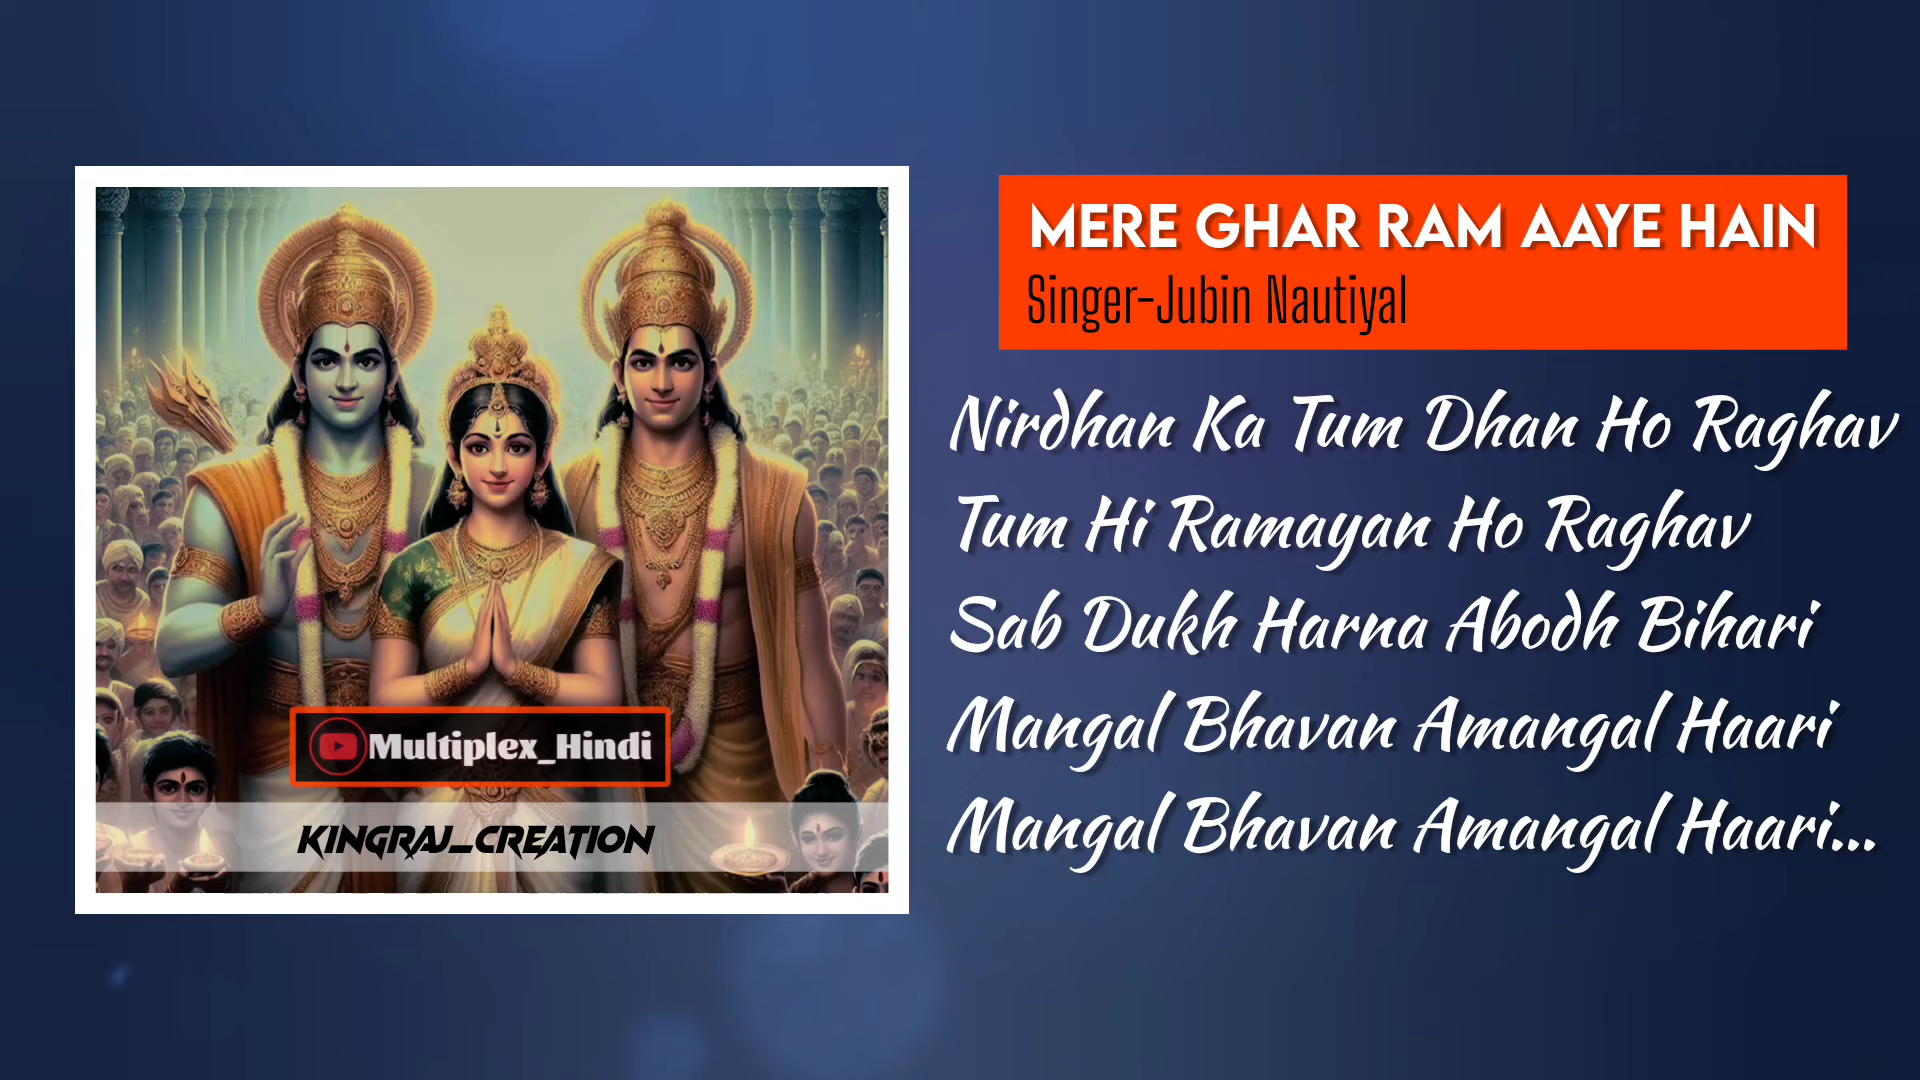 MERE GHAR RAM AAYE HAIN
Singer-Jubin Nautiyal
Nirdhan Ka Tum Dhan Ho Raghav
Tum Hi Ramayan Ho Raghav
Sab Dukh Harna Abodh Bihari
Mangal Bhavan Amangal Haari
Mangal Bhavan Amangal Haari...
Multiplex_Hindi
KINGRAJ_CREATION